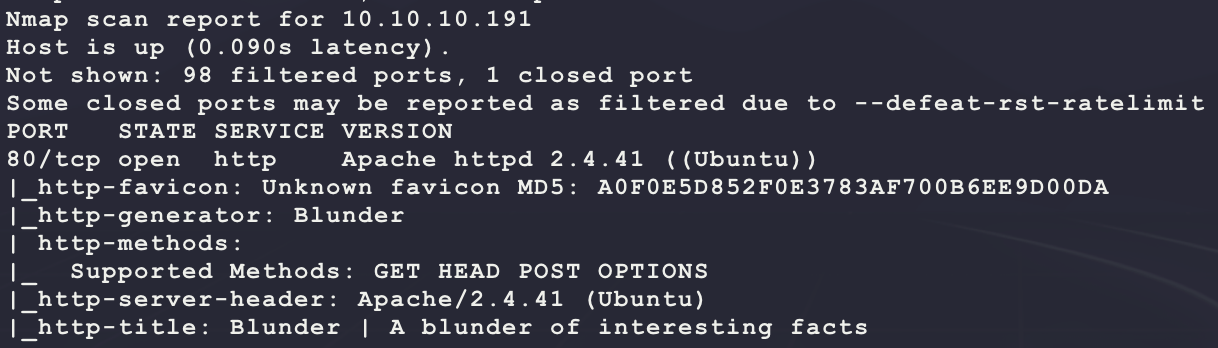 Nmap scan report for 10.10.10.191
Host is up (0.090s latency).
Not shown: 98 filtered ports, 1 closed port
Some closed ports may be reported as filtered due to --defeat-rst-ratelimit
PORT   STATE SERVICE VERSION
80/tcp open  http    Apache httpd 2.4.41 ((Ubuntu))
|_http-favicon: Unknown favicon MD5: A0F0E5D852F0E3783AF700B6EE9D00DA
|_http-generator: Blunder
| http-methods:
|_  Supported Methods: GET HEAD POST OPTIONS
|_http-server-header: Apache/2.4.41 (Ubuntu)
|_http-title: Blunder | A blunder of interesting facts